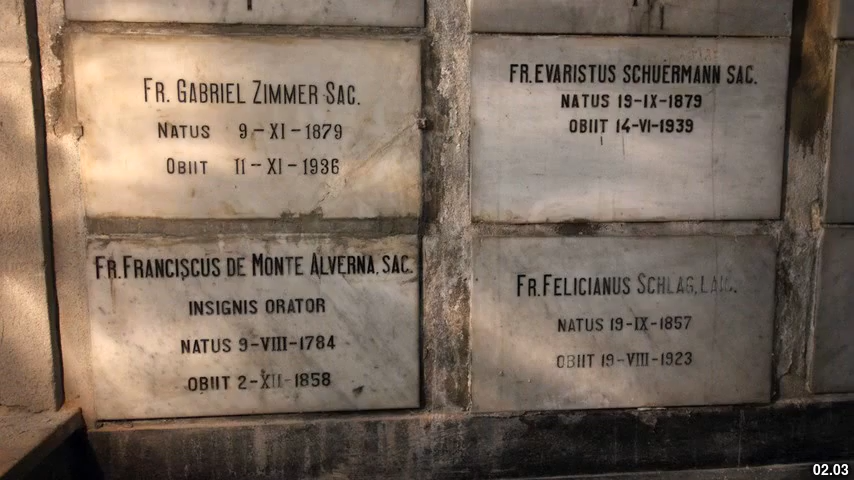 FR. GABRIEL ZIMMER SAC.
NATUS 9-XI-1879
OBIIT 11-XI-1936
FR. EVARISTUS SCHUERMANN SAC.
NATUS 19-IX-1879
OBIIT 14-VI-1939
FR. FRANCISCUS DE MONTE ALVERNA, SAC.
INSIGNIS ORATOR
NATUS 9-VIII-1784
OBIIT 2-XII-1858
FR. FELICIANUS SCHLAG, LAIC.
NATUS 19-IX-1857
OBIIT 19-VIII-1923
02.03